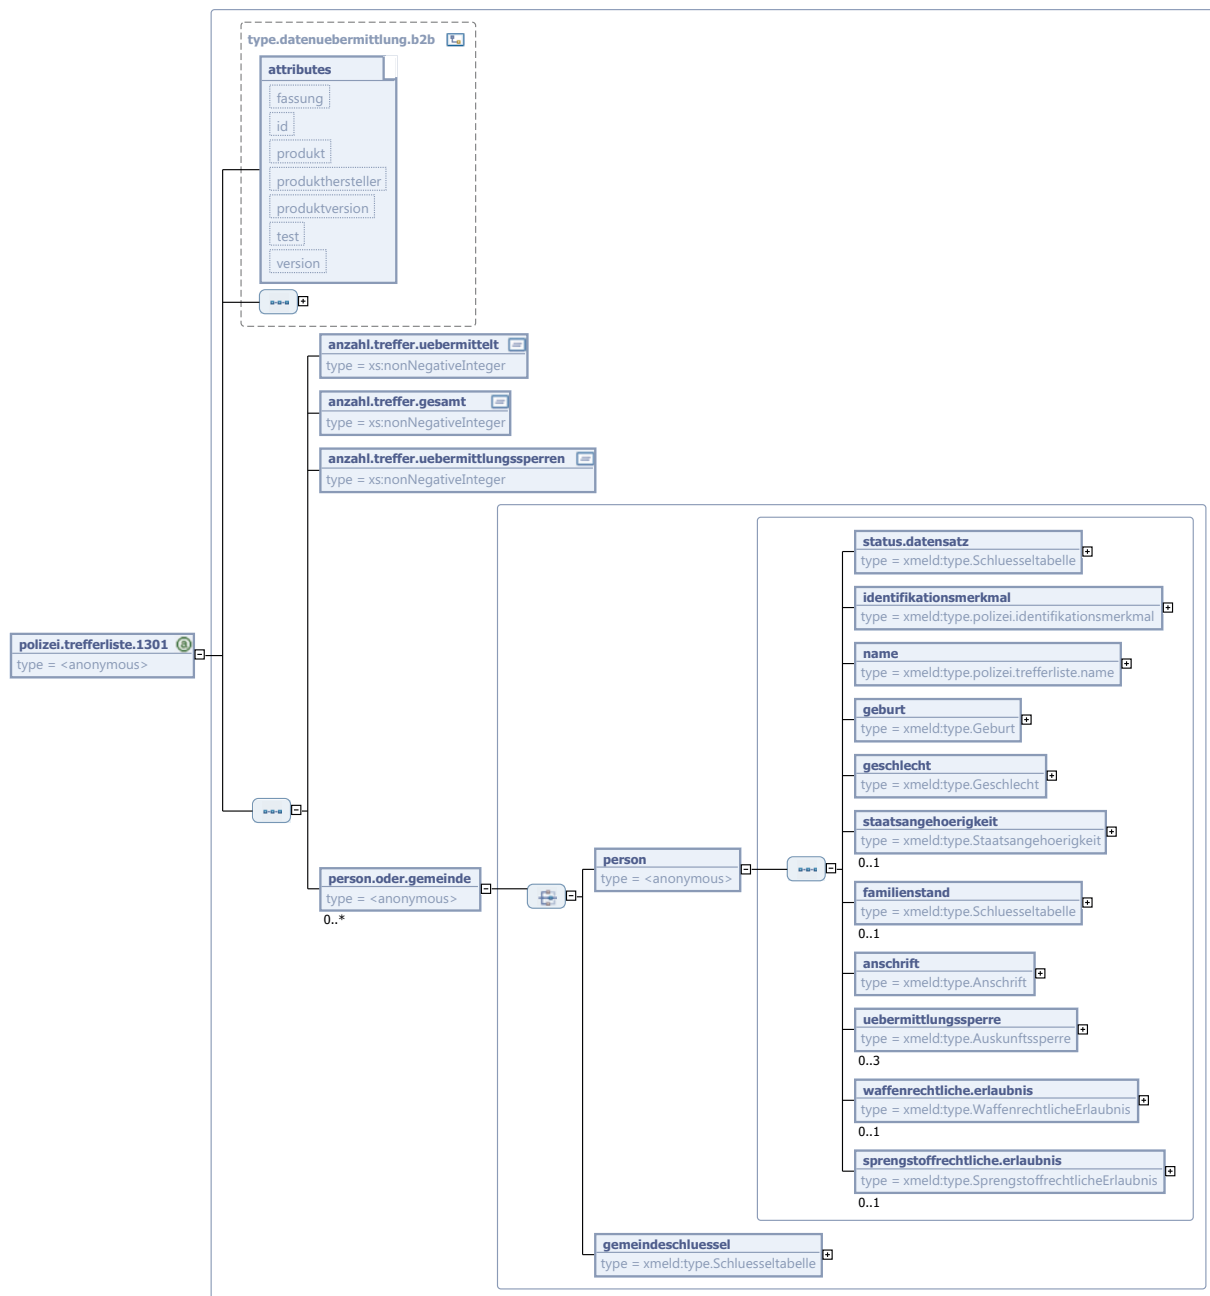 type.datenuebermittlung.b2b
attributes
fassung
id
produkt
produkthersteller
produktversion
test
version
anzahl.treffer.uebermittelt
type = xs:nonNegativeInteger
anzahl.treffer.gesamt
type = xs:nonNegativeInteger
anzahl.treffer.uebermittlungssperren
type = xs:nonNegativeInteger
polizei.trefferliste.1301 a
type = <anonymous>
person.oder.gemeinde
type = <anonymous>
0..*
person
type = <anonymous>
status.datensatz
type = xmeld:type.Schluesseltabelle
identifikationsmerkmal
type = xmeld:type.polizei.identifikationsmerkmal
name
type = xmeld:type.polizei.trefferliste.name
geburt
type = xmeld:type.Geburt
geschlecht
type = xmeld:type.Geschlecht
staatsangehoerigkeit
type = xmeld:type.Staatsangehoerigkeit
0..1
familienstand
type = xmeld:type.Schluesseltabelle
0..1
anschrift
type = xmeld:type.Anschrift
uebermittlungssperre
type = xmeld:type.Auskunftssperre
0..3
waffenrechtliche.erlaubnis
type = xmeld:type.WaffenrechtlicheErlaubnis
0..1
sprengstoffrechtliche.erlaubnis
type = xmeld:type.SprengstoffrechtlicheErlaubnis
0..1
gemeindeschluessel
type = xmeld:type.Schluesseltabelle